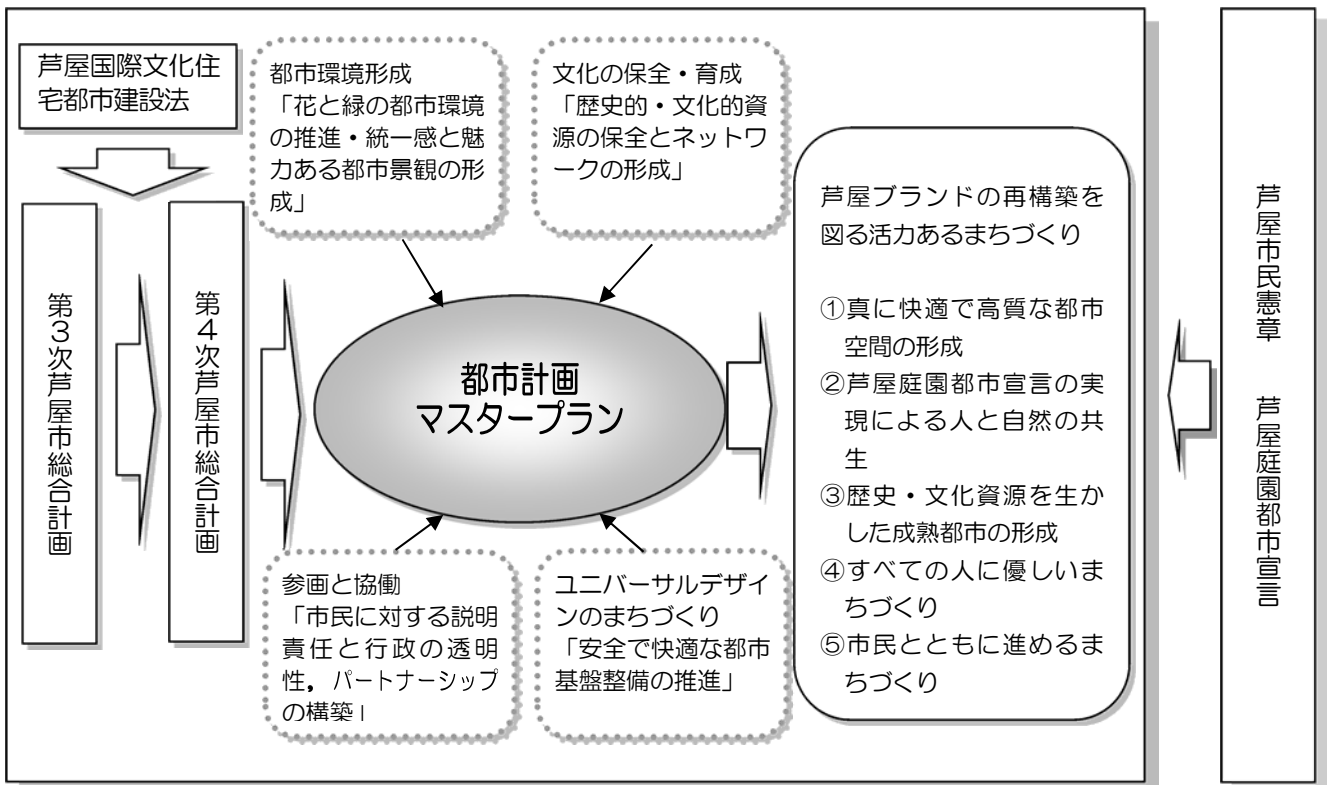 芦屋国際文化住
宅都市建設法
第3次芦屋市総合計画
第4次芦屋市総合計画
都市環境形成
「花と緑の都市環境
の推進・統一感と魅
力ある都市景観の形
成」
文化の保全・育成
「歴史的・文化的資
源の保全とネットワ
ークの形成」
都市計画
マスタープラン
参画と協働
「市民に対する説明
責任と行政の透明
性，パートナーシップ
の構築」
ユニバーサルデザイ
ンのまちづくり
「安全で快適な都市
基盤整備の推進」
芦屋ブランドの再構築を
図る活力あるまちづくり
①真に快適で高質な都市
空間の形成
②芦屋庭園都市宣言の実
現による人と自然の共
生
③歴史・文化資源を生か
した成熟都市の形成
④すべての人に優しいま
ちづくり
⑤市民とともに進めるま
ちづくり
芦屋市民憲章　芦屋庭園都市宣言